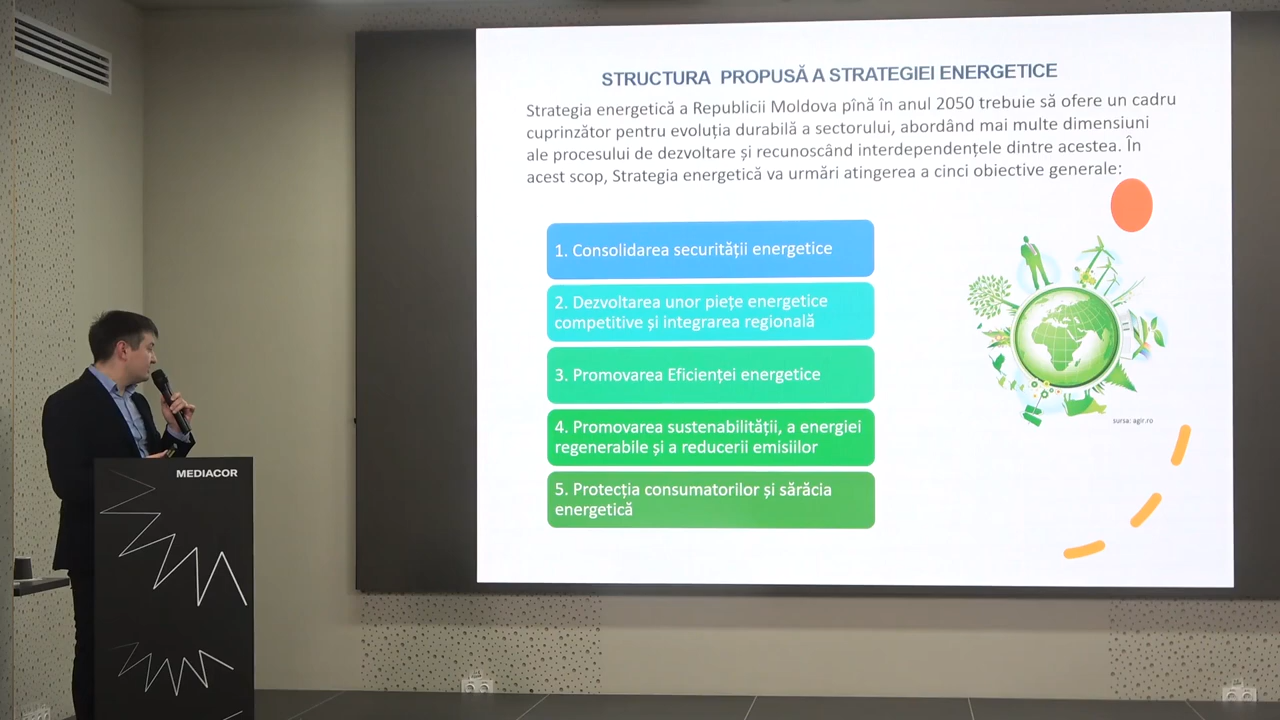 STRUCTURA PROPUSĂ A STRATEGIEI ENERGETICE
Strategia energetică a Republicii Moldova pînă în anul 2050 trebuie să ofere un cadru
cuprinzător pentru evoluția durabilă a sectorului, abordând mai multe dimensiuni
ale procesului de dezvoltare și recunoscând interdependențele dintre acestea. În
acest scop, Strategia energetică va urmări atingerea a cinci obiective generale:
1. Consolidarea securității energetice
2. Dezvoltarea unor piețe energetice
competitive și integrarea regională
3. Promovarea Eficienței energetice
4. Promovarea sustenabilității, a energiei
regenerabile și a reducerii emisiilor
5. Protecția consumatorilor și sărăcia
energetică
sursa: agir.ro
MEDIACOR